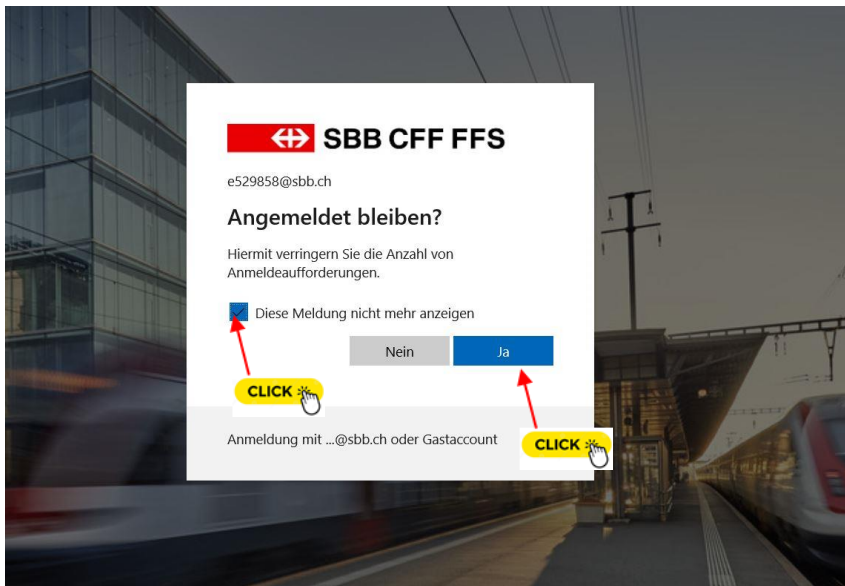 SBB CFF FFS
e529858@sbb.ch
Angemeldet bleiben?
Hiermit verringern Sie die Anzahl von
Anmeldeaufforderungen.
Diese Meldung nicht mehr anzeigen
Nein
Ja
CLICK
Anmeldung mit ...@sbb.ch oder Gastaccount
CLICK